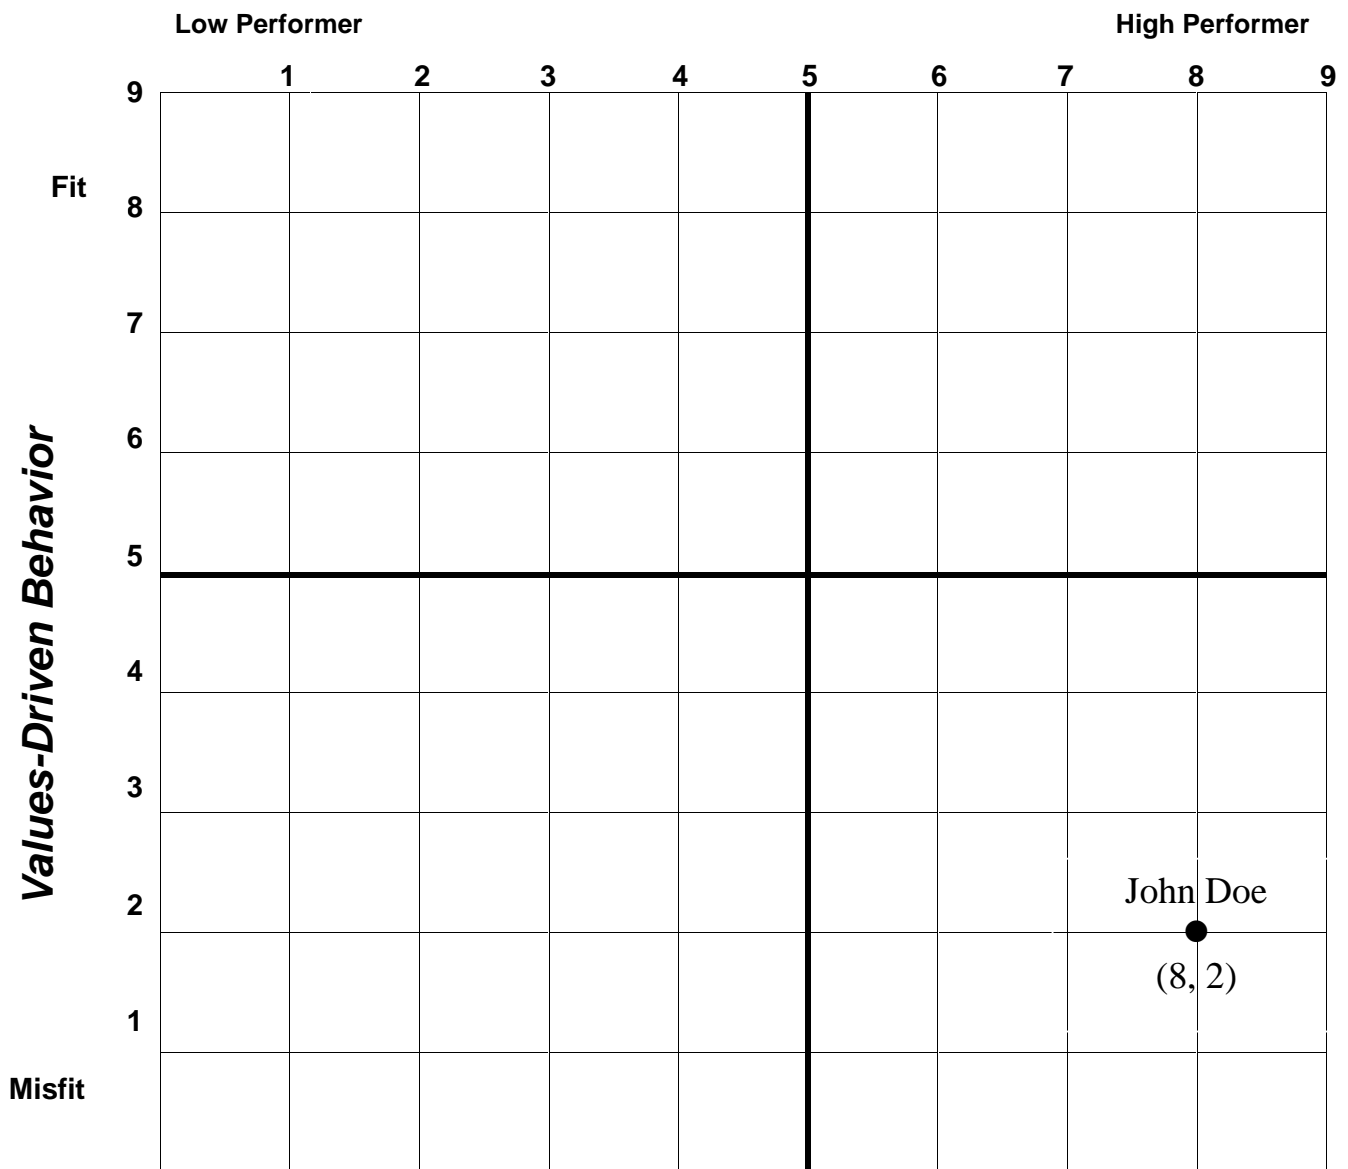 Low Performer High Performer
1 2 3 4 5 6 7 8 9
9
Fit
8
7
6
5
Values-Driven Behavior
4
3
2
John Doe
(8, 2)
1
Misfit